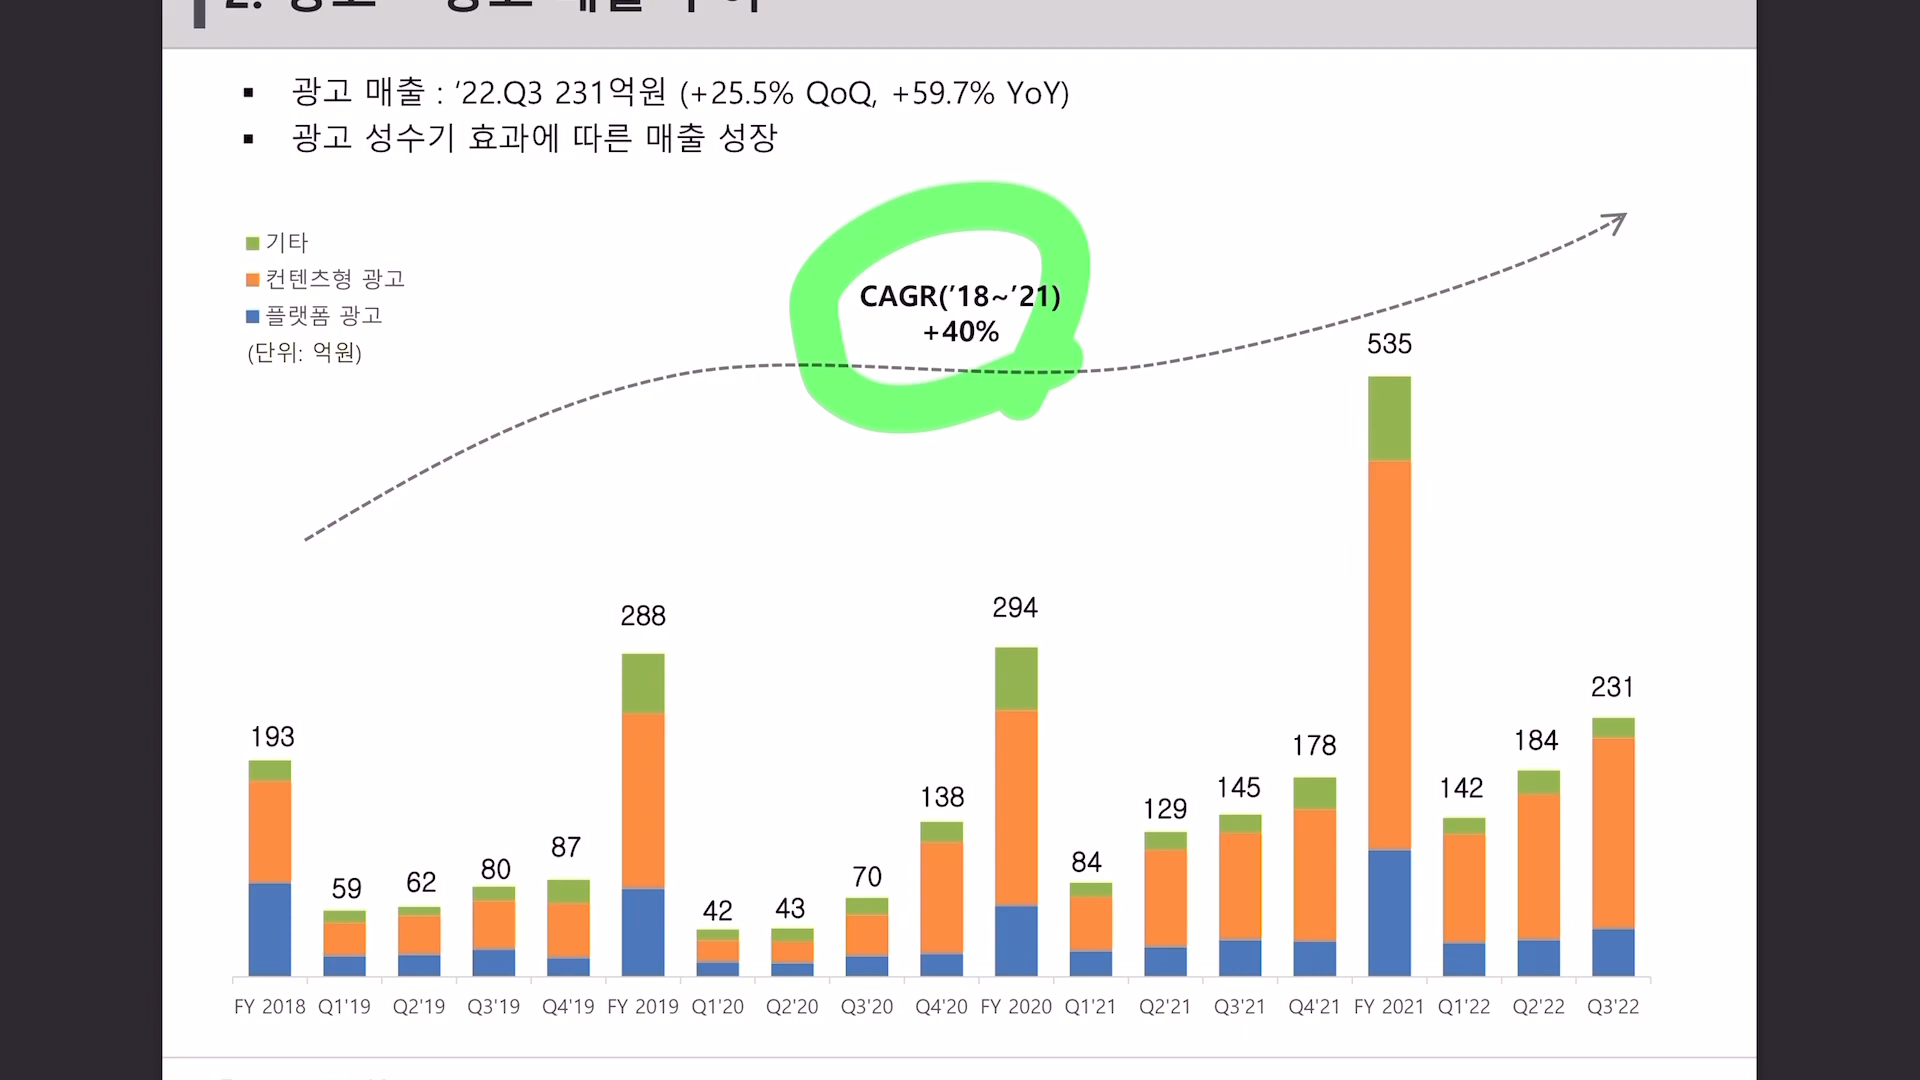 ▪ 광고 매출 : ‘22.Q3 231억원 (+25.5% QoQ, +59.7% YoY)
▪ 광고 성수기 효과에 따른 매출 성장
기타
컨텐츠형 광고
플랫폼 광고
(단위: 억원)
CAGR(’18~’21)
+40%
193 59 62 80 87 288 42 43 70 138 294 84 129 145 178 535 142 184 231
FY 2018 Q1'19 Q2'19 Q3'19 Q4'19 FY 2019 Q1'20 Q2'20 Q3'20 Q4'20 FY 2020 Q1'21 Q2'21 Q3'21 Q4'21 FY 2021 Q1'22 Q2'22 Q3'22